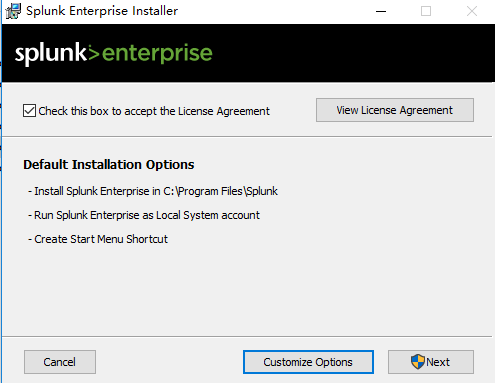 Splunk Enterprise Installer
splunk>enterprise
Check this box to accept the License Agreement
View License Agreement
Default Installation Options
- Install Splunk Enterprise in C:\Program Files\Splunk
- Run Splunk Enterprise as Local System account
- Create Start Menu Shortcut
Cancel
Customize Options
Next